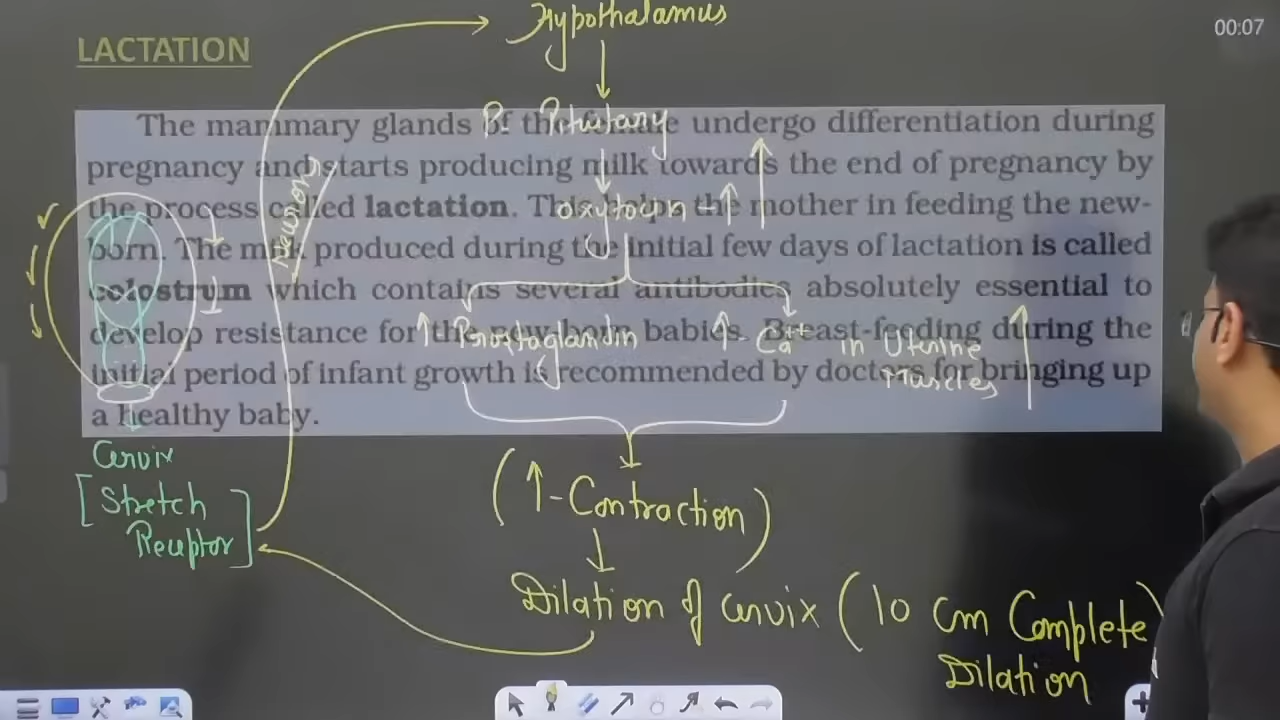 00:07
LACTATION
Hypothalamus
P. Pituitary
The mammary glands of the female undergo differentiation during
pregnancy and starts producing milk towards the end of pregnancy by
the process called lactation. This helps the mother in feeding the new-
born. The milk produced during the initial few days of lactation is called
colostrum which contains several antibodies absolutely essential to
develop resistance for the new-born babies. Breast-feeding during the
initial period of infant growth is recommended by doctors for bringing up
a healthy baby.
Neurons
oxytocin - ↑
↑ Prostaglandin
↑ - Ca++ in Uterine
Muscles
Cervix
[Stretch
Receptor]
(↑ - Contraction)
Dilation of cervix (10 cm Complete)
Dilation